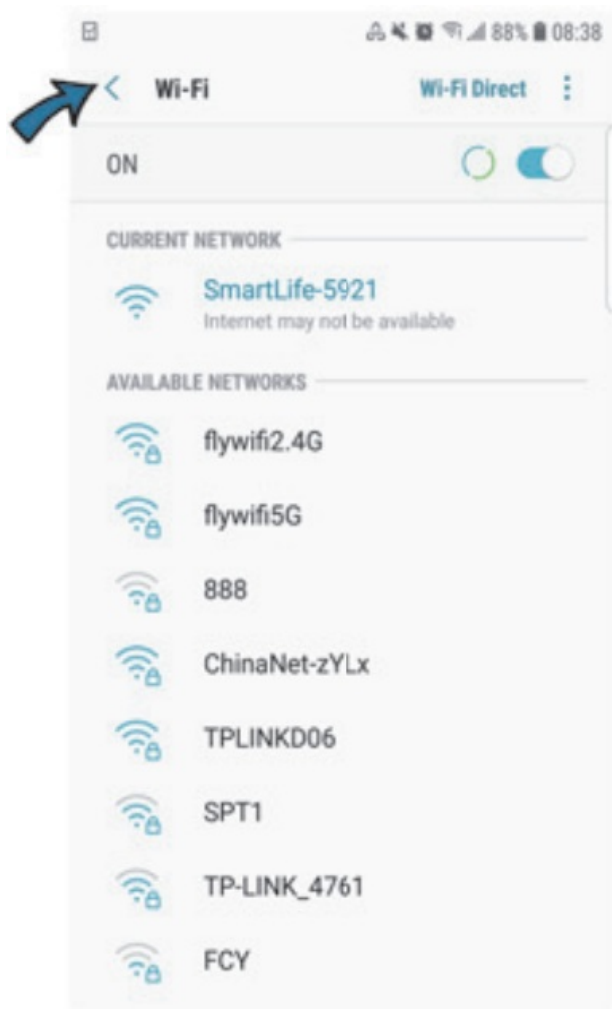 88% 08:38
Wi-Fi Wi-Fi Direct
ON
CURRENT NETWORK
SmartLife-5921
Internet may not be available
AVAILABLE NETWORKS
flywifi2.4G
flywifi5G
888
ChinaNet-zYLx
TPLINKD06
SPT1
TP-LINK_4761
FCY